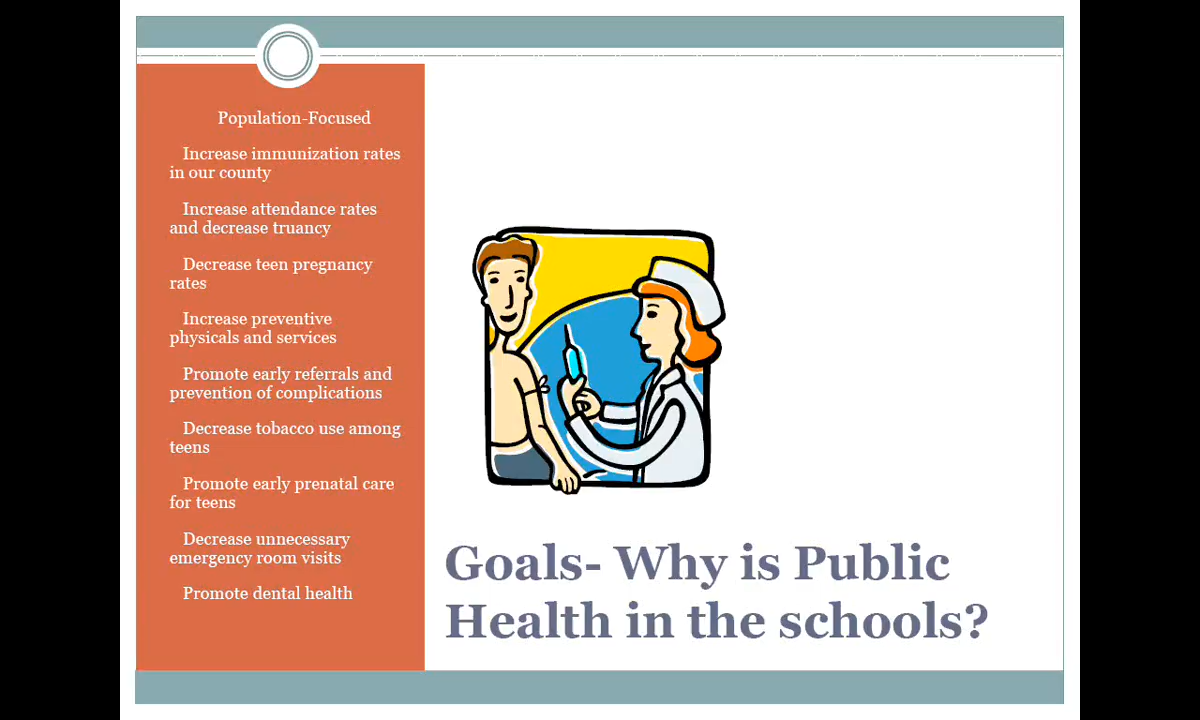 Population-Focused
Increase immunization rates
in our county
Increase attendance rates
and decrease truancy
Decrease teen pregnancy
rates
Increase preventive
physicals and services
Promote early referrals and
prevention of complications
Decrease tobacco use among
teens
Promote early prenatal care
for teens
Decrease unnecessary
emergency room visits
Promote dental health
Goals- Why is Public
Health in the schools?